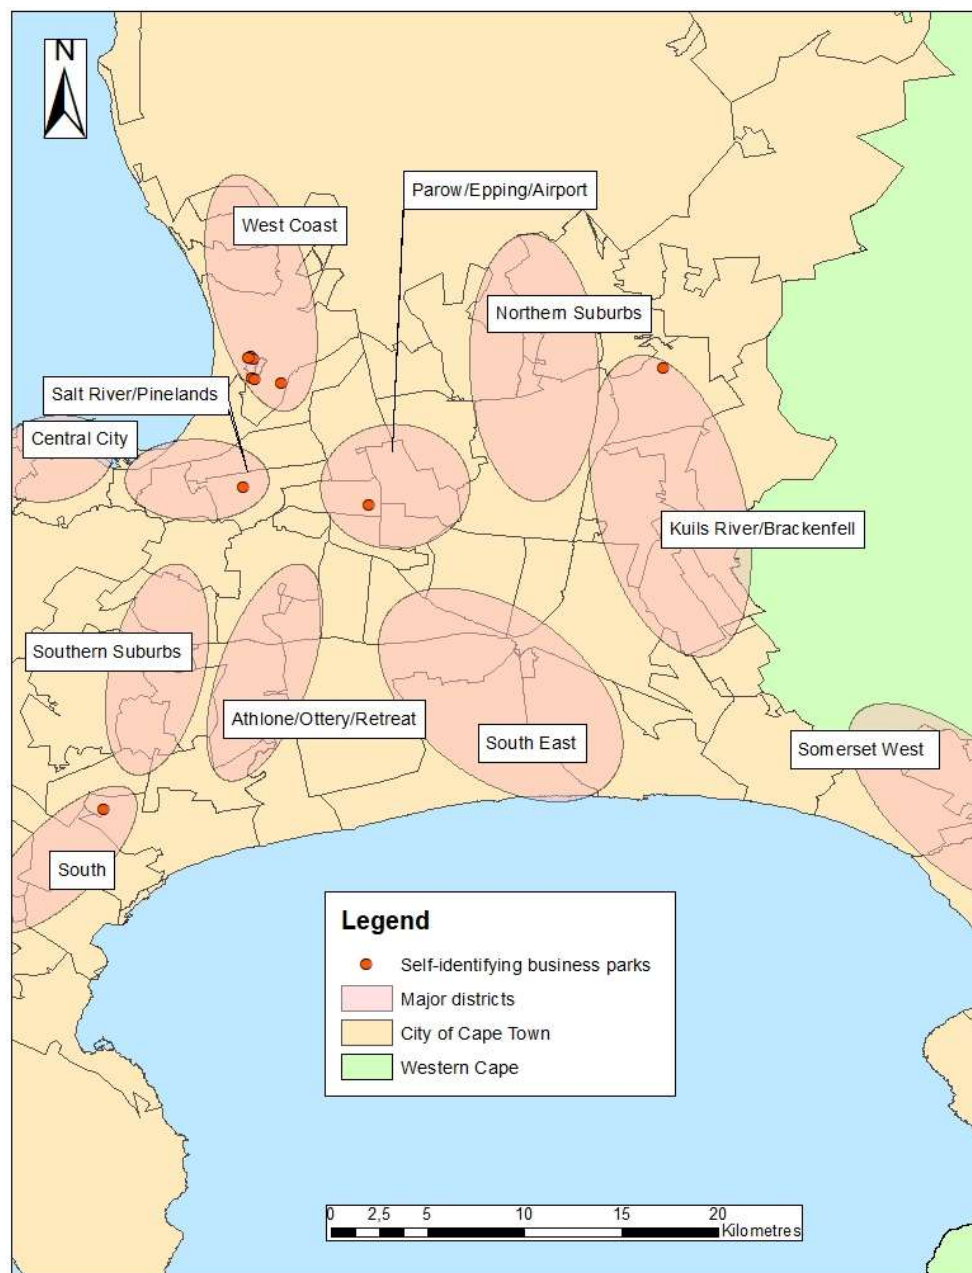 N
Parow/Epping/Airport
West Coast
Northern Suburbs
Salt River/Pinelands
Central City
Kuils River/Brackenfell
Southern Suburbs
Athlone/Ottery/Retreat
South East
Somerset West
South
Legend
Self-identifying business parks
Major districts
City of Cape Town
Western Cape
0 2,5 5 10 15 20
Kilometres